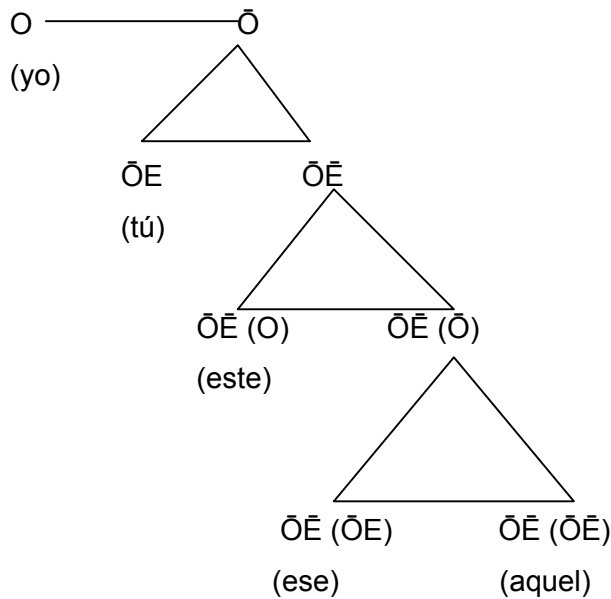 O Ō
(yo)
ŌE ŌĒ
(tú)
ŌĒ (O) ŌĒ (Ō)
(este)
ŌĒ (ŌE) ŌĒ (ŌĒ)
(ese) (aquel)